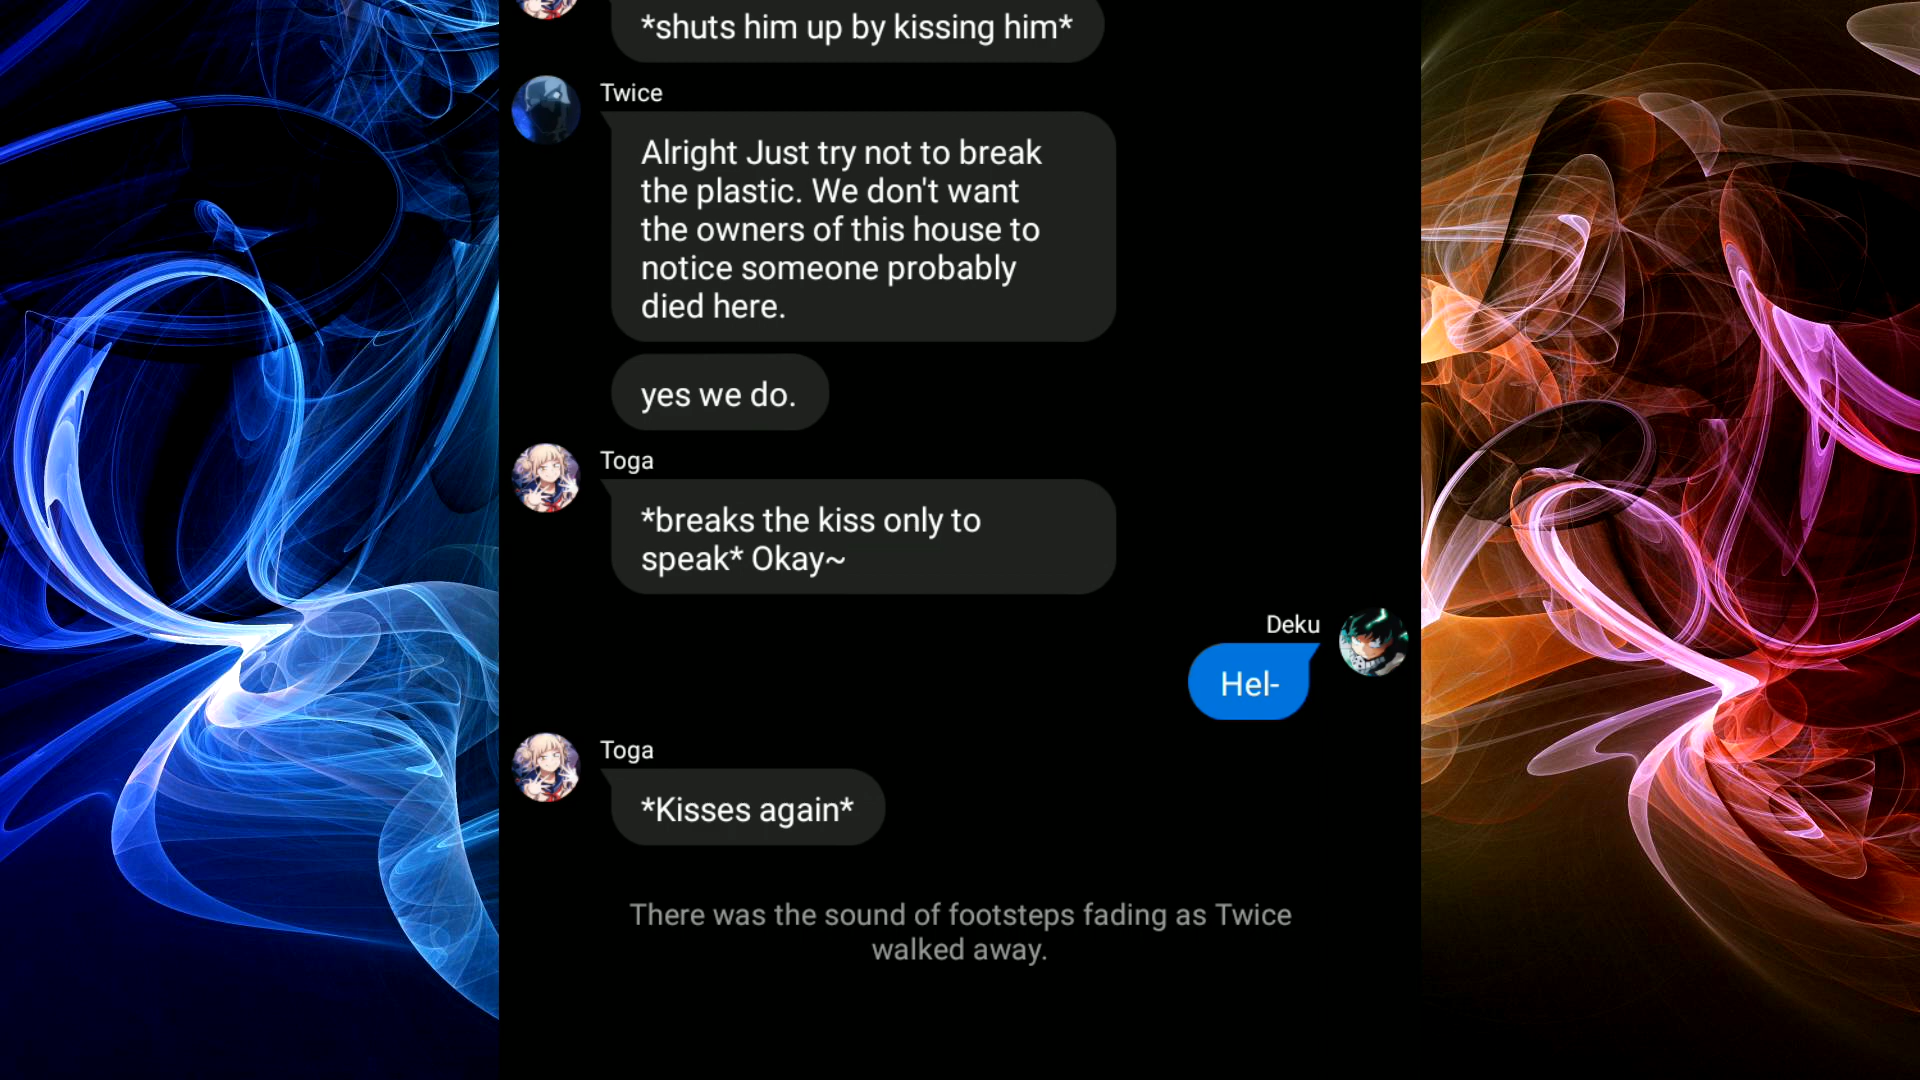 *shuts him up by kissing him*
Twice
Alright Just try not to break
the plastic. We don't want
the owners of this house to
notice someone probably
died here.
yes we do.
Toga
*breaks the kiss only to
speak* Okay~
Deku
Hel-
Toga
*Kisses again*
There was the sound of footsteps fading as Twice
walked away.